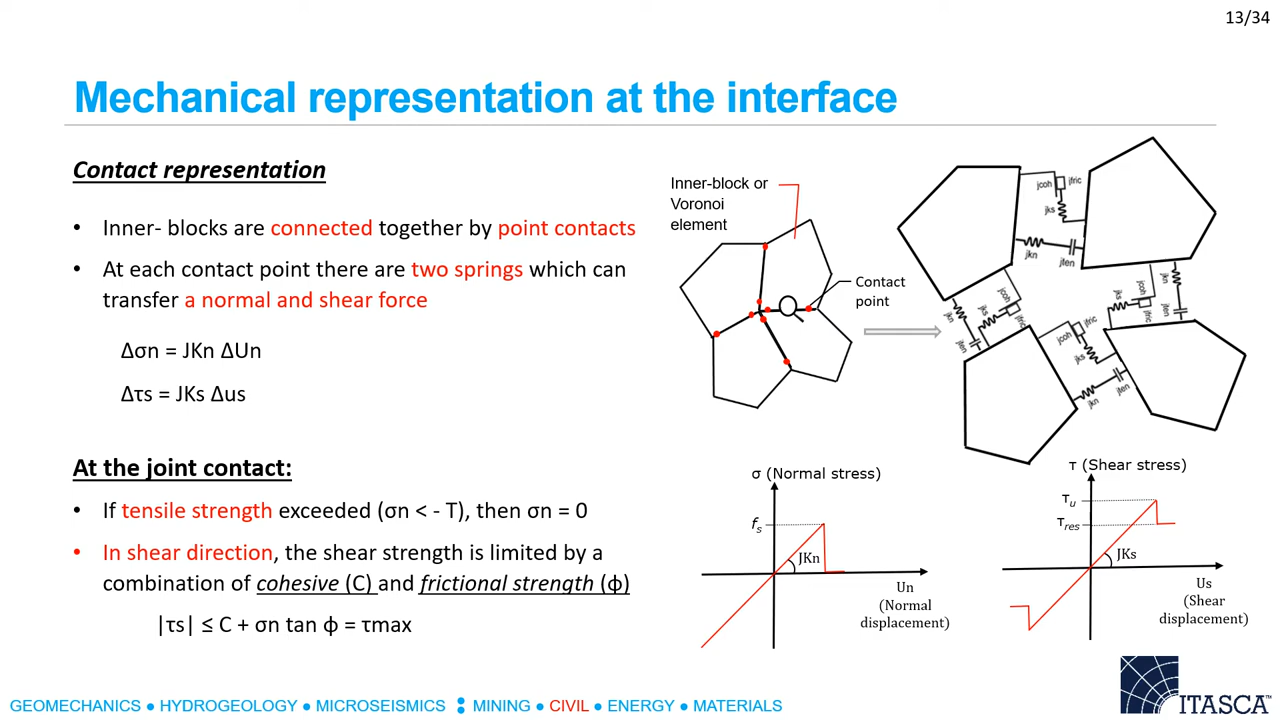 13/34
Mechanical representation at the interface
Contact representation
• Inner- blocks are connected together by point contacts
• At each contact point there are two springs which can
transfer a normal and shear force
Δσn = JKn ΔUn
Δτs = JKs Δus
At the joint contact:
• If tensile strength exceeded (σn < - T), then σn = 0
• In shear direction, the shear strength is limited by a
combination of cohesive (C) and frictional strength (ϕ)
|τs| ≤ C + σn tan ϕ = τmax
Inner-block or
Voronoi
element
Contact
point
jcoh
jfric
jks
jkn
jten
jkn
jten
jks
jcoh
jfric
jcoh
jfric
jks
jkn
jten
jks
jcoh
jfric
jkn
jten
σ (Normal stress)
fs
JKn
Un
(Normal
displacement)
τ (Shear stress)
τu
τres
JKs
Us
(Shear
displacement)
GEOMECHANICS ● HYDROGEOLOGY ● MICROSEISMICS : MINING ● CIVIL ● ENERGY ● MATERIALS
ITASCA™